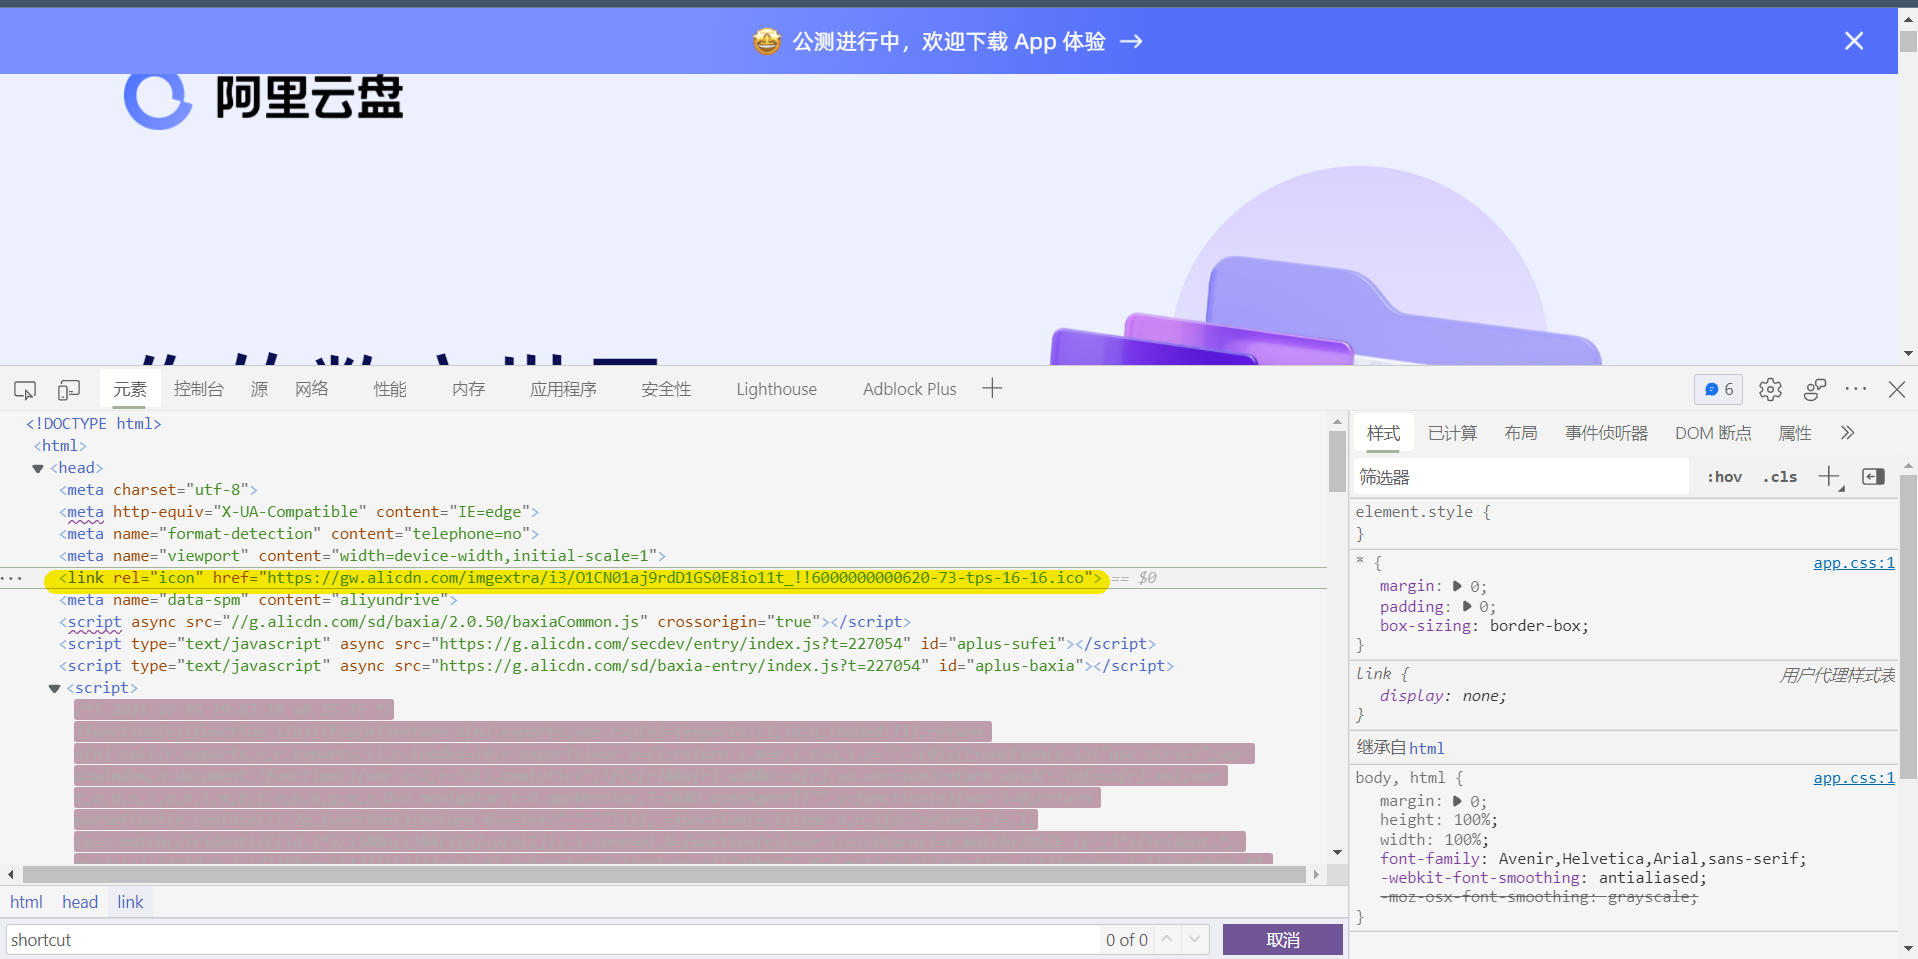 公测进行中，欢迎下载 App 体验 →
阿里云盘
元素 控制台 源 网络 性能 内存 应用程序 安全性 Lighthouse Adblock Plus 6
<!DOCTYPE html>
<html>
<head>
<meta charset="utf-8">
<meta http-equiv="X-UA-Compatible" content="IE=edge">
<meta name="format-detection" content="telephone=no">
<meta name="viewport" content="width=device-width,initial-scale=1">
<link rel="icon" href="https://gw.alicdn.com/imgextra/i3/O1CN01aj9rdD1GS0E8io11t_!!6000000000620-73-tps-16-16.ico"> == $0
<meta name="data-spm" content="aliyundrive">
<script async src="//g.alicdn.com/sd/baxia/2.0.50/baxiaCommon.js" crossorigin="true"></script>
<script type="text/javascript" async src="https://g.alicdn.com/secdev/entry/index.js?t=227054" id="aplus-sufei"></script>
<script type="text/javascript" async src="https://g.alicdn.com/sd/baxia-entry/index.js?t=227054" id="aplus-baxia"></script>
<script>
html head link
shortcut 0 of 0 取消
样式 已计算 布局 事件侦听器 DOM 断点 属性
筛选器 :hov .cls
element.style {
}
* { app.css:1
margin: 0;
padding: 0;
box-sizing: border-box;
}
link { 用户代理样式表
display: none;
}
继承自 html
body, html { app.css:1
margin: 0;
height: 100%;
width: 100%;
font-family: Avenir,Helvetica,Arial,sans-serif;
-webkit-font-smoothing: antialiased;
-moz-osx-font-smoothing: grayscale;
}